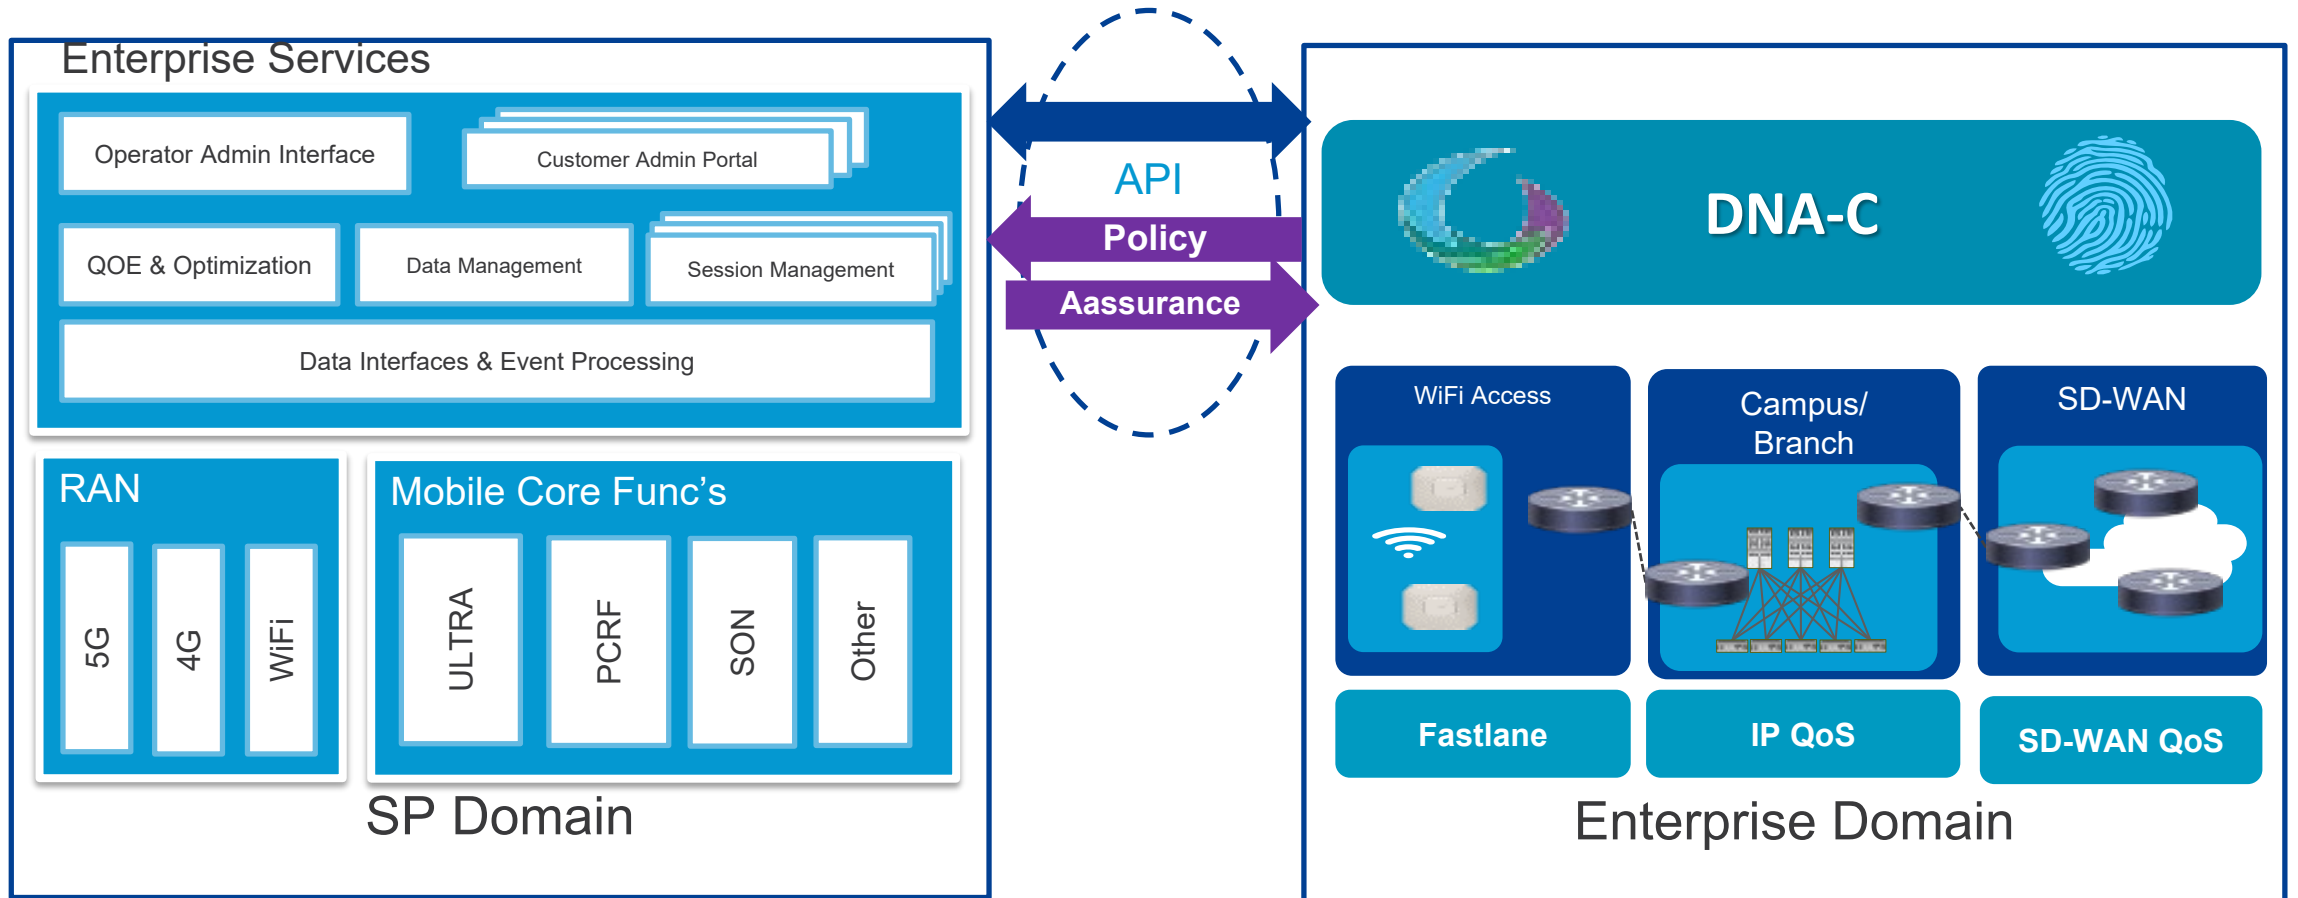 Enterprise Services
Operator Admin Interface
Customer Admin Portal
QOE & Optimization
Data Management
Session Management
Data Interfaces & Event Processing
RAN
5G
4G
WiFi
Mobile Core Func’s
ULTRA
PCRF
SON
Other
SP Domain
API
Policy
Aassurance
DNA-C
WiFi Access
Campus/
Branch
SD-WAN
Fastlane
IP QoS
SD-WAN QoS
Enterprise Domain